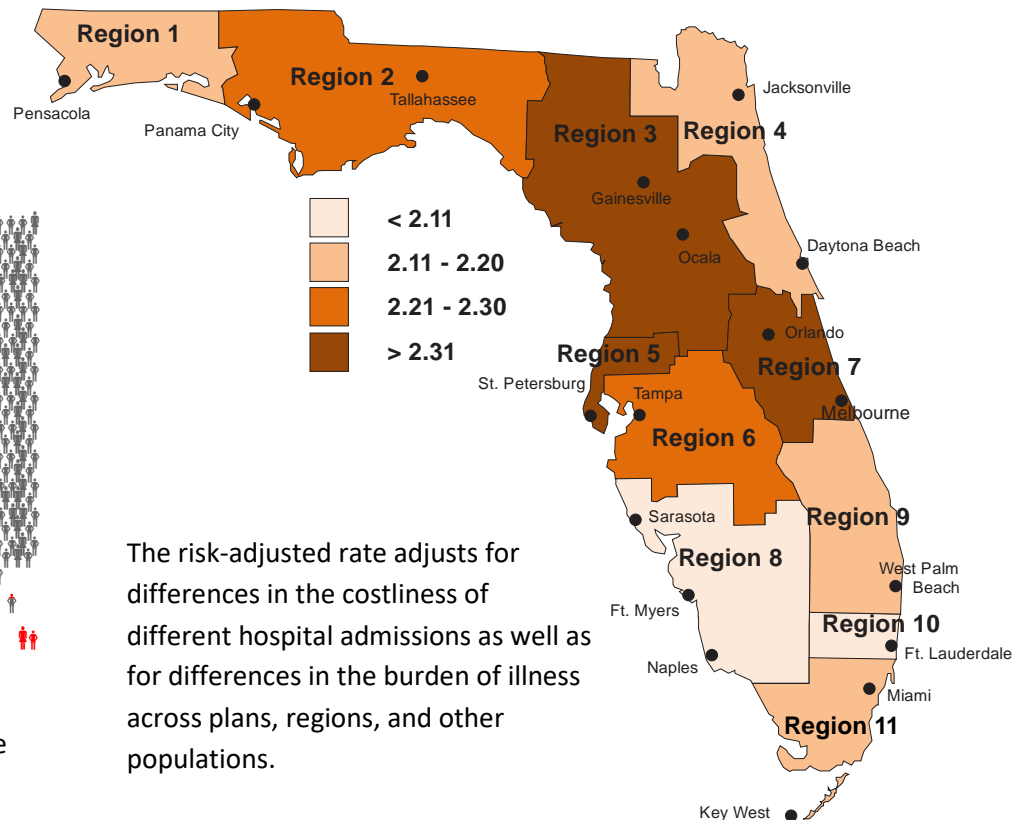 Region 1
Region 2
Tallahassee
Pensacola
Panama City
Jacksonville
Region 3
Region 4
Gainesville
Ocala
Daytona Beach
< 2.11
2.11 - 2.20
2.21 - 2.30
> 2.31
Orlando
Region 5
Region 7
St. Petersburg
Tampa
Melbourne
Region 6
Sarasota
Region 9
Region 8
West Palm
Beach
Ft. Myers
Region 10
Ft. Lauderdale
Naples
Miami
Region 11
Key West
The risk-adjusted rate adjusts for
differences in the costliness of
different hospital admissions as well as
for differences in the burden of illness
across plans, regions, and other
populations.